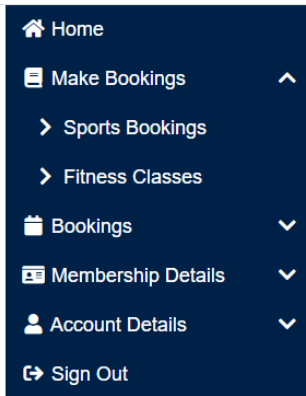 Home
Make Bookings
Sports Bookings
Fitness Classes
Bookings
Membership Details
Account Details
Sign Out